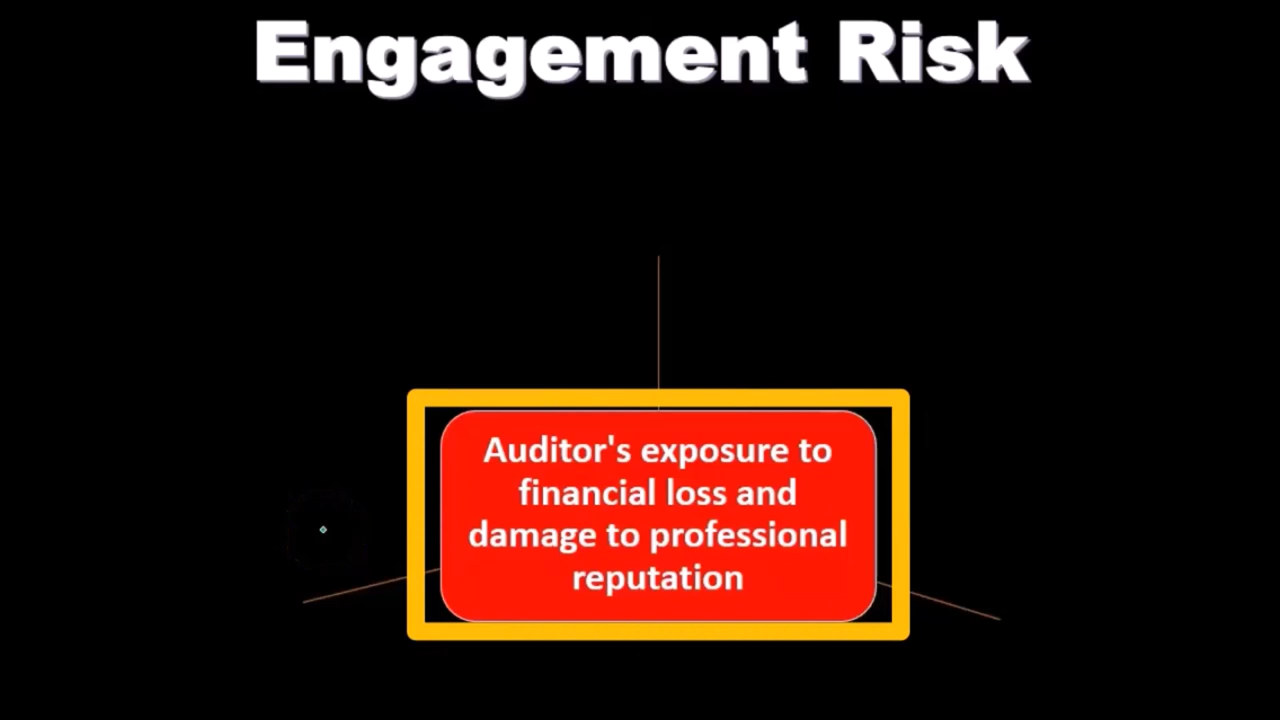 Engagement Risk
Auditor's exposure to
financial loss and
damage to professional
reputation